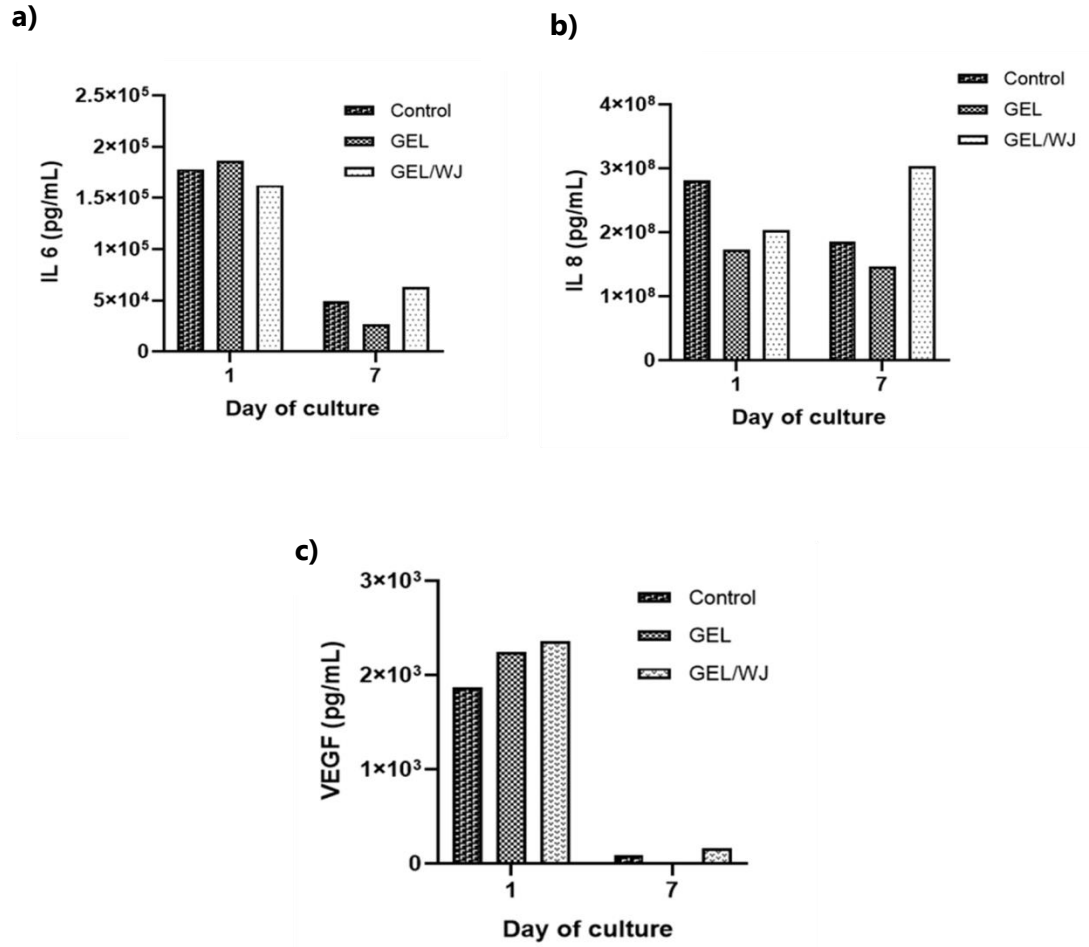 a)
2.5×10⁵
2×10⁵
1.5×10⁵
1×10⁵
5×10⁴
0
IL 6 (pg/mL)
Control
GEL
GEL/WJ
1 7
Day of culture
b)
4×10⁸
3×10⁸
2×10⁸
1×10⁸
0
IL 8 (pg/mL)
Control
GEL
GEL/WJ
1 7
Day of culture
c)
3×10³
2×10³
1×10³
0
VEGF (pg/mL)
Control
GEL
GEL/WJ
1 7
Day of culture